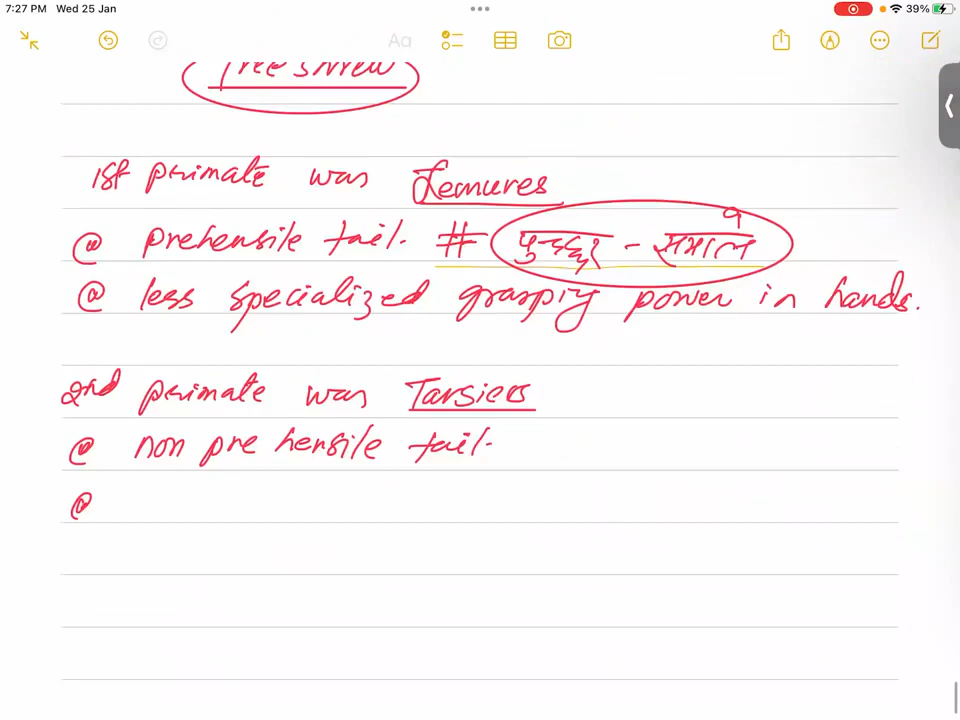 7:27 PM Wed 25 Jan 39%
Aa
Tree shrew
1st primate was Lemures
@ prehensile tail. #
@ less specialized grasping power in hands.
2nd primate was Tarsiers
@ non prehensile tail.
@